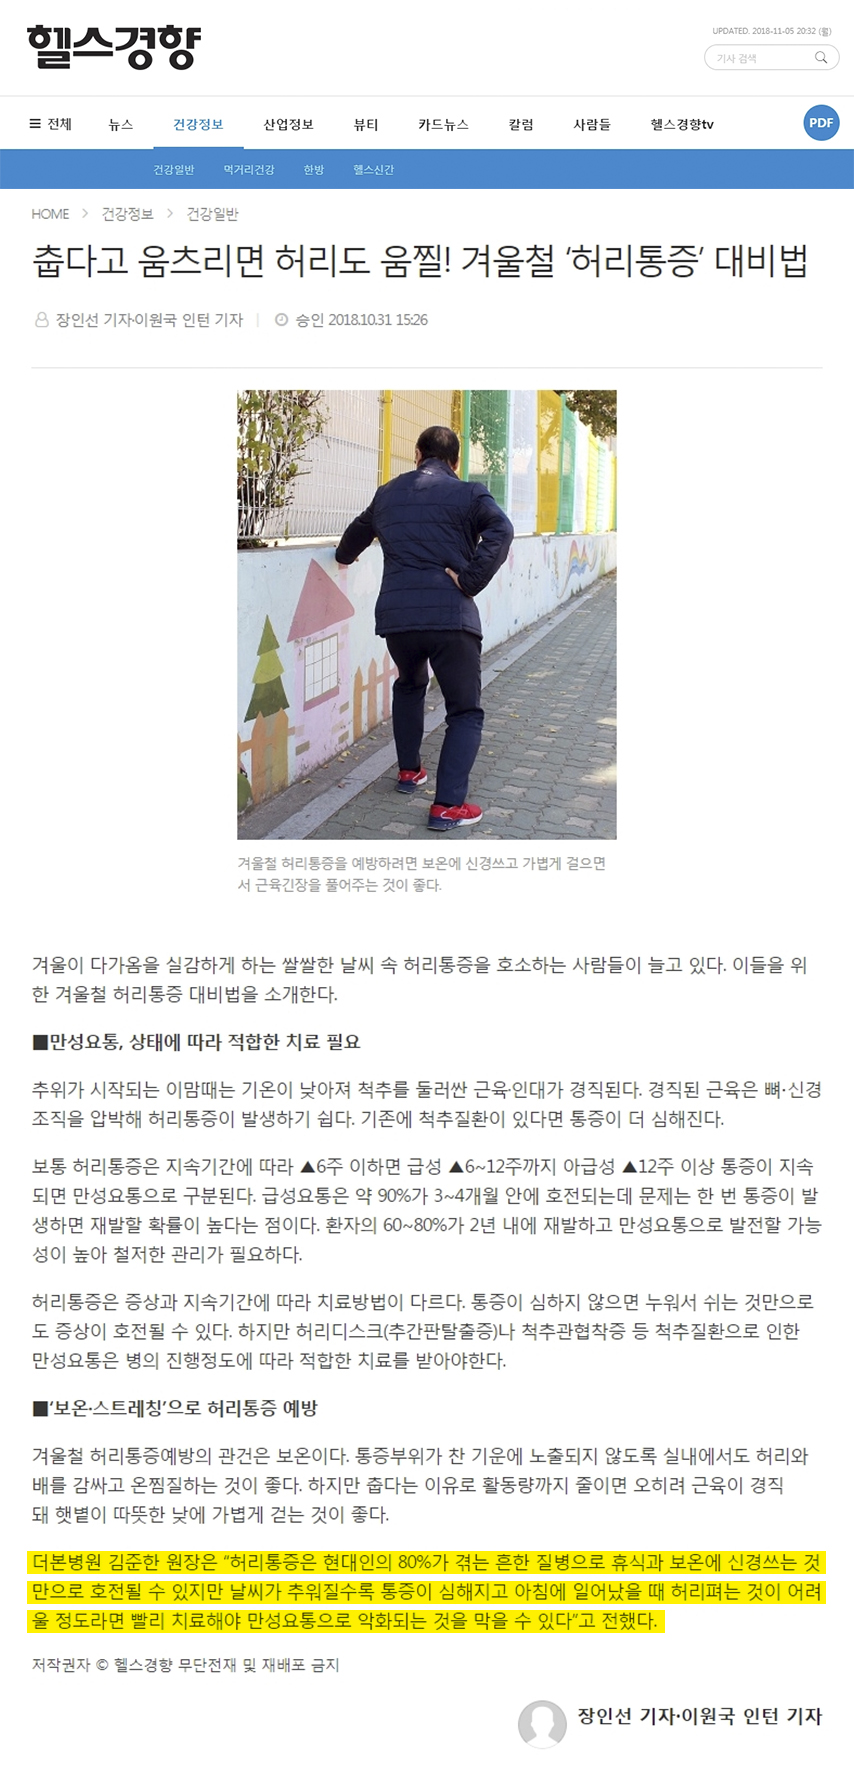 헬스경향
UPDATED. 2018-11-05 20:32 (월)
기사 검색
전체 뉴스 건강정보 산업정보 뷰티 카드뉴스 칼럼 사람들 헬스경향tv PDF
건강일반 먹거리건강 한방 헬스신간
HOME > 건강정보 > 건강일반
춥다고 움츠리면 허리도 움찔! 겨울철 ‘허리통증’ 대비법
장인선 기자·이원국 인턴 기자 | 승인 2018.10.31 15:26
겨울철 허리통증을 예방하려면 보온에 신경쓰고 가볍게 걸으면
서 근육긴장을 풀어주는 것이 좋다.
겨울이 다가옴을 실감하게 하는 쌀쌀한 날씨 속 허리통증을 호소하는 사람들이 늘고 있다. 이들을 위
한 겨울철 허리통증 대비법을 소개한다.
■만성요통, 상태에 따라 적합한 치료 필요
추위가 시작되는 이맘때는 기온이 낮아져 척추를 둘러싼 근육·인대가 경직된다. 경직된 근육은 뼈·신경
조직을 압박해 허리통증이 발생하기 쉽다. 기존에 척추질환이 있다면 통증이 더 심해진다.
보통 허리통증은 지속기간에 따라 ▲6주 이하면 급성 ▲6~12주까지 아급성 ▲12주 이상 통증이 지속
되면 만성요통으로 구분된다. 급성요통은 약 90%가 3~4개월 안에 호전되는데 문제는 한 번 통증이 발
생하면 재발할 확률이 높다는 점이다. 환자의 60~80%가 2년 내에 재발하고 만성요통으로 발전할 가능
성이 높아 철저한 관리가 필요하다.
허리통증은 증상과 지속기간에 따라 치료방법이 다르다. 통증이 심하지 않으면 누워서 쉬는 것만으로
도 증상이 호전될 수 있다. 하지만 허리디스크(추간판탈출증)나 척추관협착증 등 척추질환으로 인한
만성요통은 병의 진행정도에 따라 적합한 치료를 받아야한다.
■‘보온·스트레칭’으로 허리통증 예방
겨울철 허리통증예방의 관건은 보온이다. 통증부위가 찬 기운에 노출되지 않도록 실내에서도 허리와
배를 감싸고 온찜질하는 것이 좋다. 하지만 춥다는 이유로 활동량까지 줄이면 오히려 근육이 경직
돼 햇볕이 따뜻한 낮에 가볍게 걷는 것이 좋다.
더본병원 김준한 원장은 “허리통증은 현대인의 80%가 겪는 흔한 질병으로 휴식과 보온에 신경쓰는 것
만으로 호전될 수 있지만 날씨가 추워질수록 통증이 심해지고 아침에 일어났을 때 허리펴는 것이 어려
울 정도라면 빨리 치료해야 만성요통으로 악화되는 것을 막을 수 있다”고 전했다.
저작권자 © 헬스경향 무단전재 및 재배포 금지
장인선 기자·이원국 인턴 기자